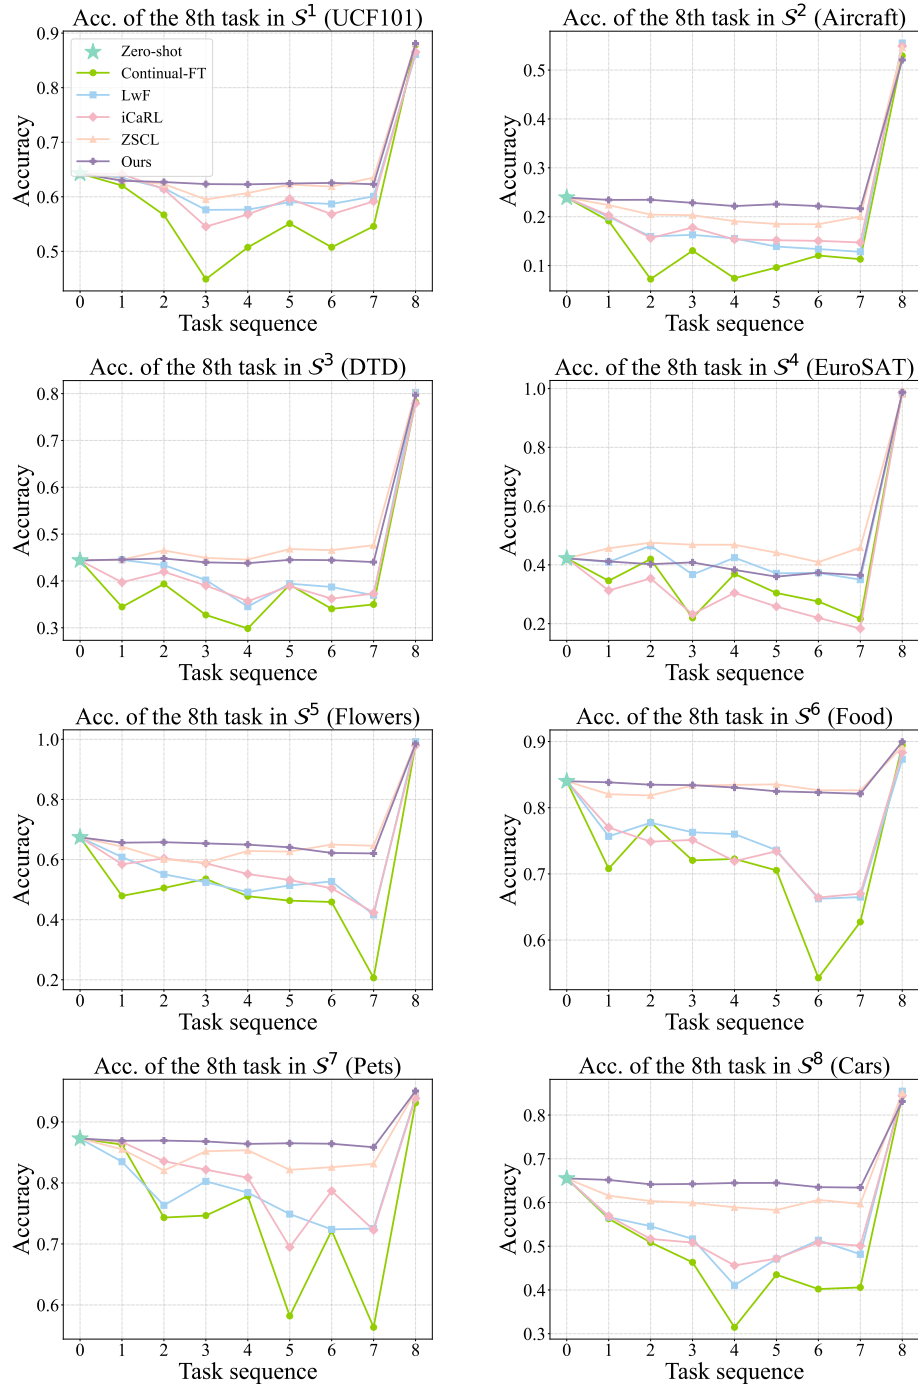 Acc. of the 8th task in 𝒮¹ (UCF101)
Accuracy
0.9
0.8
0.7
0.6
0.5
Zero-shot
Continual-FT
LwF
iCaRL
ZSCL
Ours
0 1 2 3 4 5 6 7 8
Task sequence
Acc. of the 8th task in 𝒮² (Aircraft)
Accuracy
0.5
0.4
0.3
0.2
0.1
0 1 2 3 4 5 6 7 8
Task sequence
Acc. of the 8th task in 𝒮³ (DTD)
Accuracy
0.8
0.7
0.6
0.5
0.4
0.3
0 1 2 3 4 5 6 7 8
Task sequence
Acc. of the 8th task in 𝒮⁴ (EuroSAT)
Accuracy
1.0
0.8
0.6
0.4
0.2
0 1 2 3 4 5 6 7 8
Task sequence
Acc. of the 8th task in 𝒮⁵ (Flowers)
Accuracy
1.0
0.8
0.6
0.4
0.2
0 1 2 3 4 5 6 7 8
Task sequence
Acc. of the 8th task in 𝒮⁶ (Food)
Accuracy
0.9
0.8
0.7
0.6
0 1 2 3 4 5 6 7 8
Task sequence
Acc. of the 8th task in 𝒮⁷ (Pets)
Accuracy
0.9
0.8
0.7
0.6
0 1 2 3 4 5 6 7 8
Task sequence
Acc. of the 8th task in 𝒮⁸ (Cars)
Accuracy
0.8
0.7
0.6
0.5
0.4
0.3
0 1 2 3 4 5 6 7 8
Task sequence